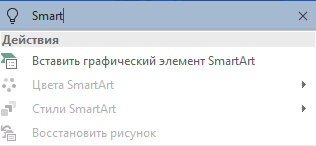 Smart
Действия
Вставить графический элемент SmartArt
Цвета SmartArt
Стили SmartArt
Восстановить рисунок